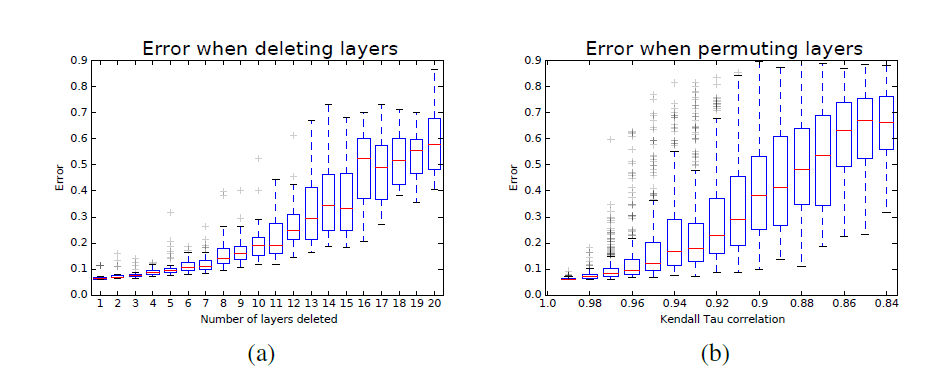 Error when deleting layers
0.9
0.8
0.7
0.6
0.5
0.4
0.3
0.2
0.1
0.0
Error
1 2 3 4 5 6 7 8 9 10 11 12 13 14 15 16 17 18 19 20
Number of layers deleted
(a)
Error when permuting layers
0.9
0.8
0.7
0.6
0.5
0.4
0.3
0.2
0.1
0.0
Error
1.0 0.98 0.96 0.94 0.92 0.9 0.88 0.86 0.84
Kendall Tau correlation
(b)